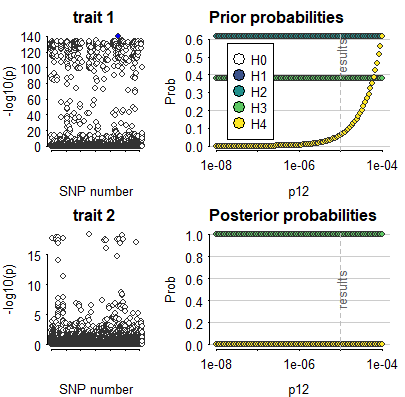 trait 1
-log10(p)
140
120
100
80
60
40
20
0
SNP number
Prior probabilities
Prob
0.6
0.5
0.4
0.3
0.2
0.1
0.0
H0
H1
H2
H3
H4
results
1e-08
1e-06
1e-04
p12
trait 2
-log10(p)
15
10
5
0
SNP number
Posterior probabilities
Prob
1.0
0.8
0.6
0.4
0.2
0.0
results
1e-08
1e-06
1e-04
p12